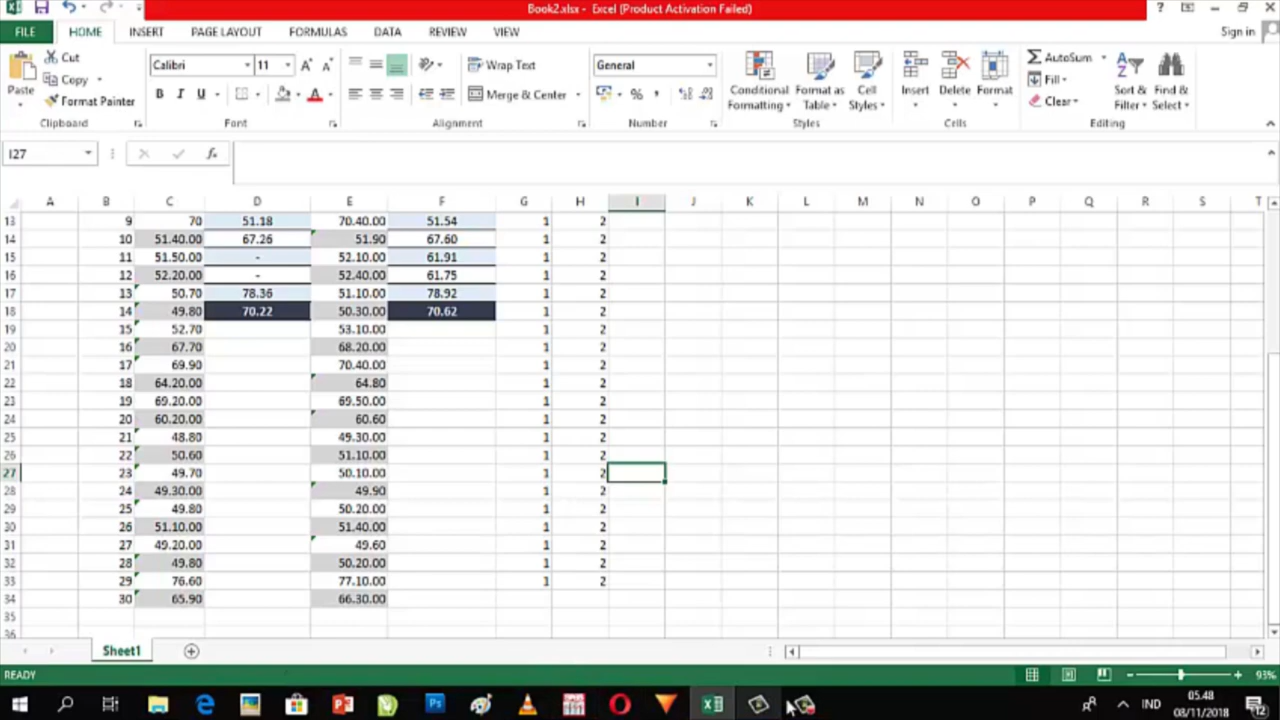 Book2.xlsx - Excel (Product Activation Failed)
FILE HOME INSERT PAGE LAYOUT FORMULAS DATA REVIEW VIEW Sign in
Cut
Copy
Format Painter
Paste
Clipboard
Calibri 11
B I U A
Font
Wrap Text
Merge & Center
Alignment
General
%
Number
Conditional Formatting
Format as Table
Cell Styles
Styles
Insert Delete Format
Cells
AutoSum
Fill
Clear
Sort & Filter
Find & Select
Editing
I27 fx
A B C D E F G H I J K L M N O P Q R S T
13 9 70 51.18 70.40.00 51.54 1 2
14 10 51.40.00 67.26 51.90 67.60 1 2
15 11 51.50.00 - 52.10.00 61.91 1 2
16 12 52.20.00 - 52.40.00 61.75 1 2
17 13 50.70 78.36 51.10.00 78.92 1 2
18 14 49.80 70.22 50.30.00 70.62 1 2
19 15 52.70 53.10.00 1 2
20 16 67.70 68.20.00 1 2
21 17 69.90 70.40.00 1 2
22 18 64.20.00 64.80 1 2
23 19 69.20.00 69.50.00 1 2
24 20 60.20.00 60.60 1 2
25 21 48.80 49.30.00 1 2
26 22 50.60 51.10.00 1 2
27 23 49.70 50.10.00 1 2
28 24 49.30.00 49.90 1 2
29 25 49.80 50.20.00 1 2
30 26 51.10.00 51.40.00 1 2
31 27 49.20.00 49.60 1 2
32 28 49.80 50.20.00 1 2
33 29 76.60 77.10.00 1 2
34 30 65.90 66.30.00
35
36
Sheet1
READY 93%
IND 05.48
08/11/2018 12